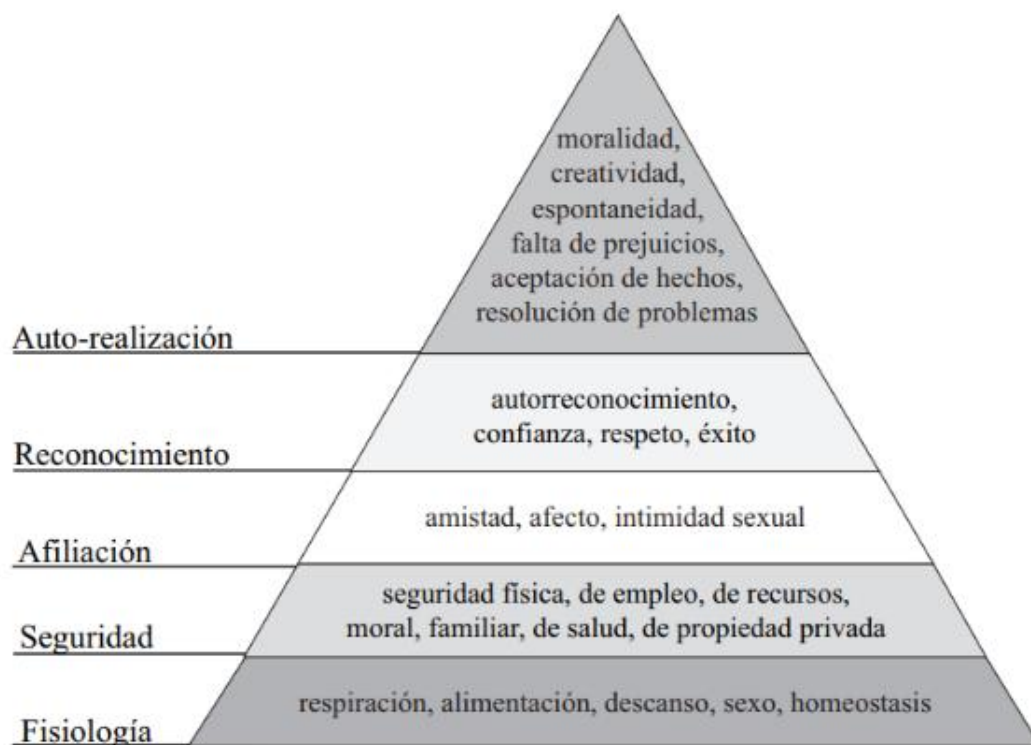 moralidad,
creatividad,
espontaneidad,
falta de prejuicios,
aceptación de hechos,
resolución de problemas
Auto-realización
autorreconocimiento,
confianza, respeto, éxito
Reconocimiento
amistad, afecto, intimidad sexual
Afiliación
seguridad física, de empleo, de recursos,
moral, familiar, de salud, de propiedad privada
Seguridad
respiración, alimentación, descanso, sexo, homeostasis
Fisiología